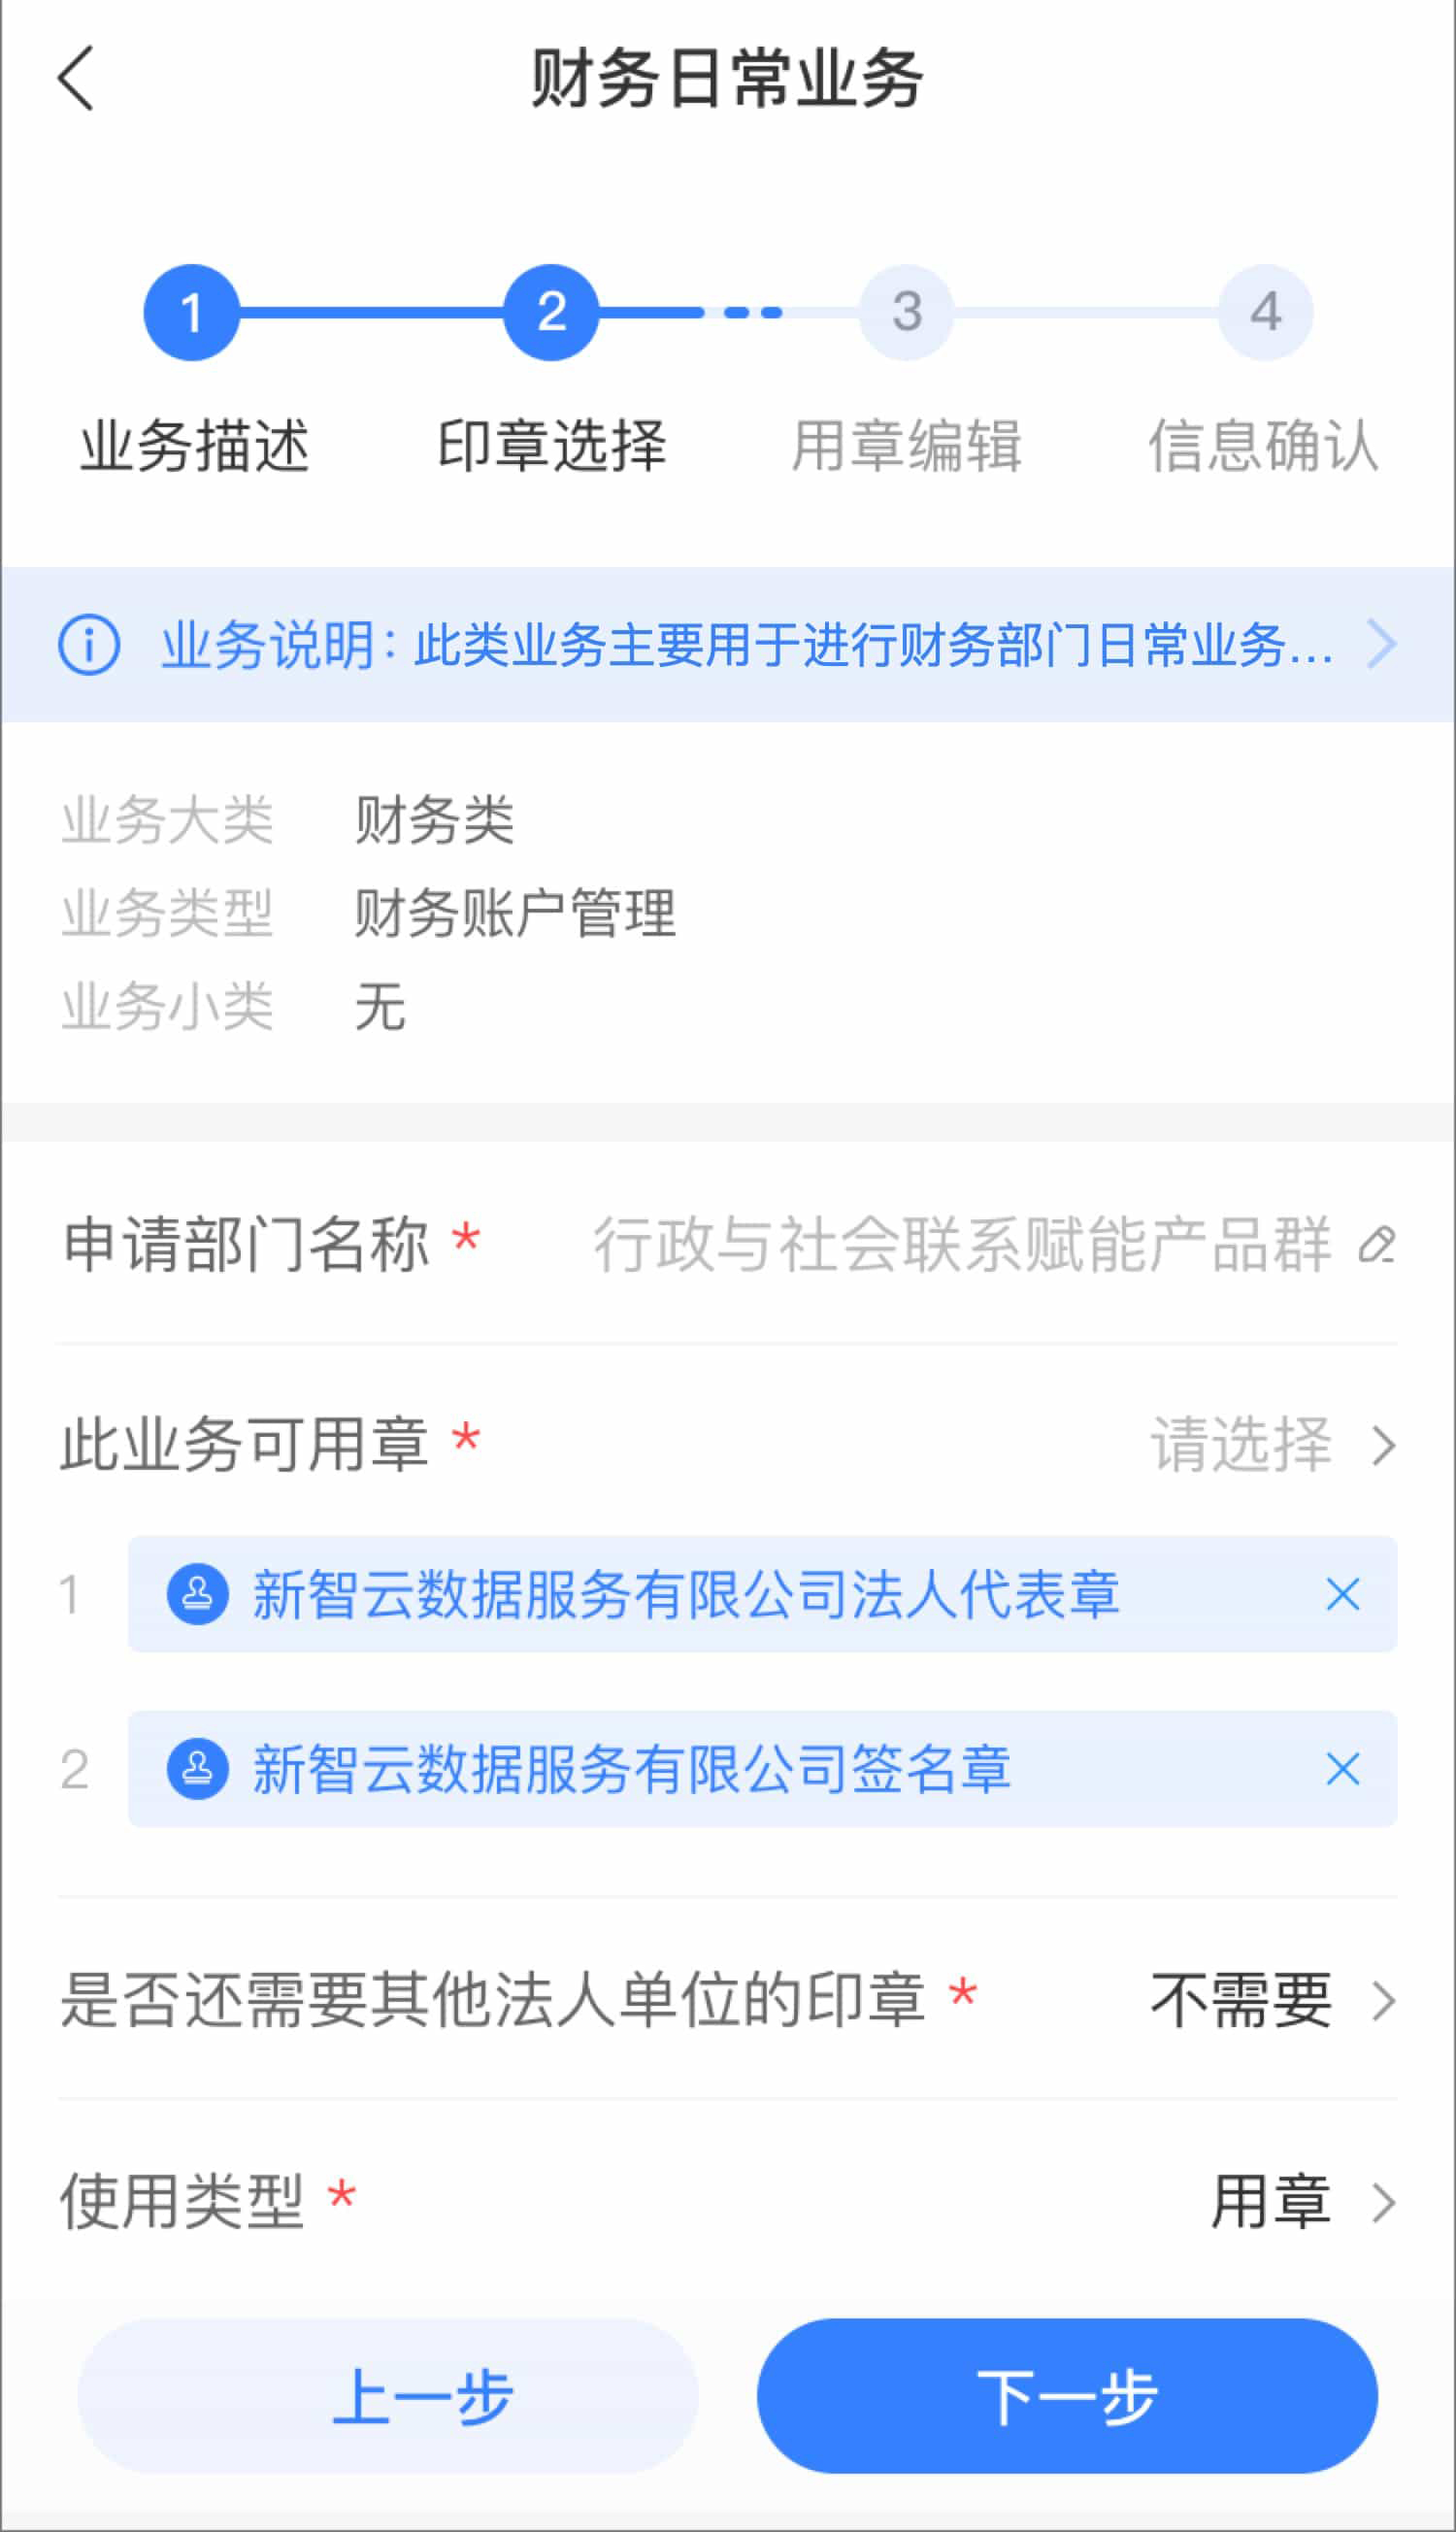 财务日常业务
1 2 3 4
业务描述 印章选择 用章编辑 信息确认
业务说明：此类业务主要用于进行财务部门日常业务...
业务大类 财务类
业务类型 财务账户管理
业务小类 无
申请部门名称 * 行政与社会联系赋能产品群
此业务可用章 * 请选择
1 新智云数据服务有限公司法人代表章
2 新智云数据服务有限公司签名章
是否还需要其他法人单位的印章 * 不需要
使用类型 * 用章
上一步 下一步